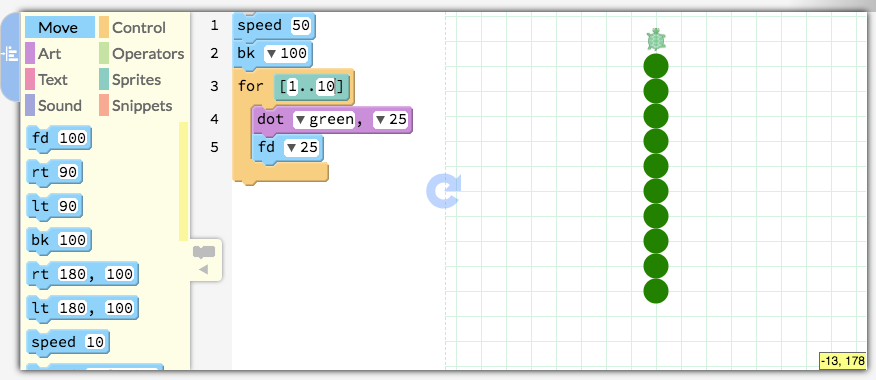 Move Control
Art Operators
Text Sprites
Sound Snippets
fd 100
rt 90
lt 90
bk 100
rt 180, 100
lt 180, 100
speed 10
1 speed 50
2 bk ▼100
3 for [1..10]
4 dot ▼green, ▼25
5 fd ▼25
-13, 178